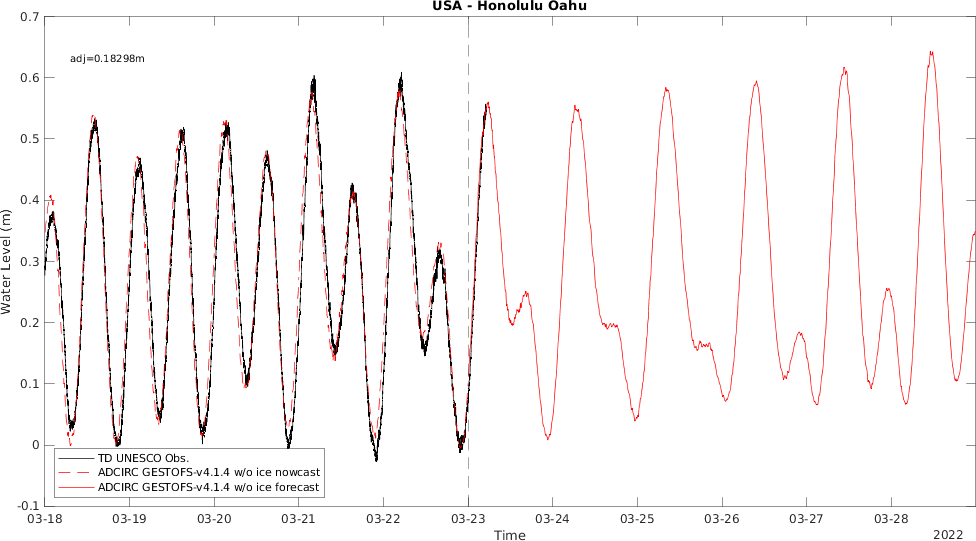 USA - Honolulu Oahu
adj=0.18298m
0.7
0.6
0.5
0.4
0.3
0.2
0.1
0
-0.1
Water Level (m)
TD UNESCO Obs.
ADCIRC GESTOFS-v4.1.4 w/o ice nowcast
ADCIRC GESTOFS-v4.1.4 w/o ice forecast
03-18 03-19 03-20 03-21 03-22 03-23 03-24 03-25 03-26 03-27 03-28
Time
2022